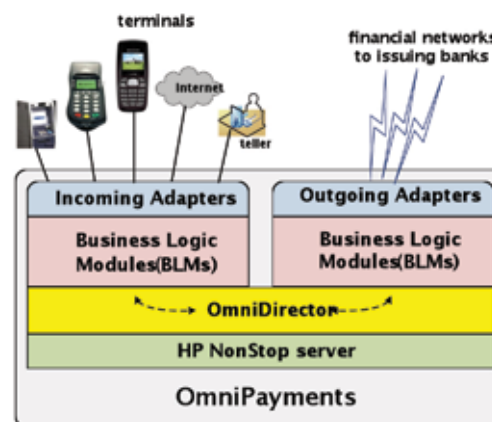 terminals
financial networks
to issuing banks
Internet
teller
Incoming Adapters
Outgoing Adapters
Business Logic
Modules(BLMs)
Business Logic
Modules(BLMs)
OmniDirector
HP NonStop server
OmniPayments